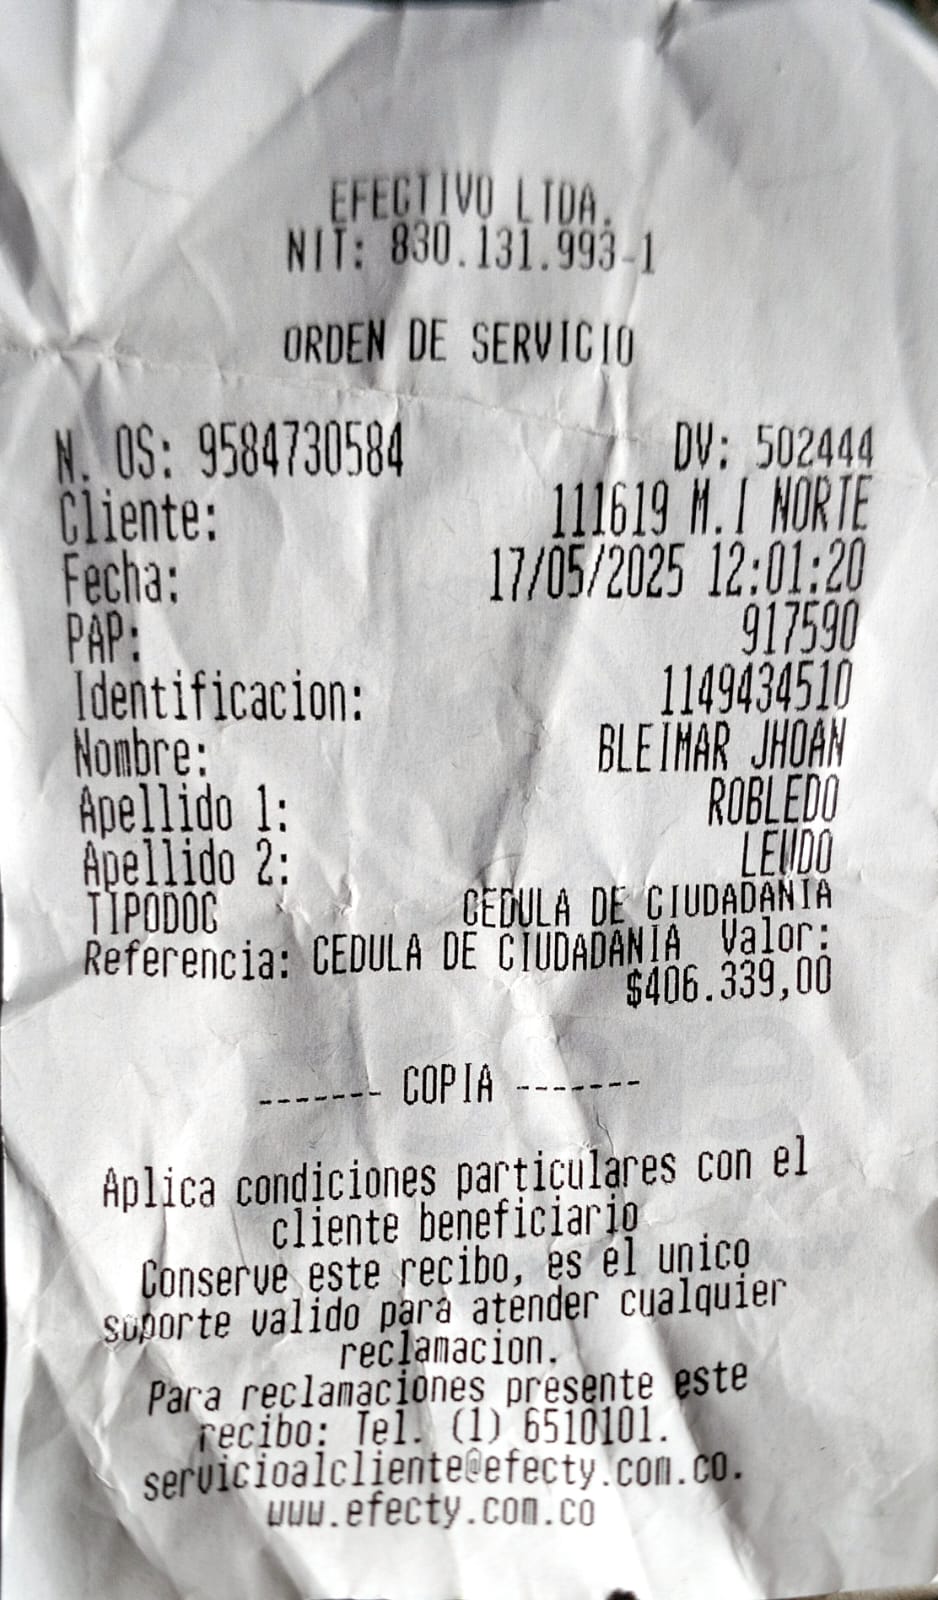 EFECTIVO LTDA.
NIT: 830.131.993-1
ORDEN DE SERVICIO
N. OS: 9584730584 DV: 502444
Cliente: 111619 M.I NORTE
Fecha: 17/05/2025 12:01:20
PAP: 917590
Identificacion: 1149434510
Nombre: BLEIMAR JHOAN
Apellido 1: ROBLEDO
Apellido 2: LEUDO
TIPODOC CEDULA DE CIUDADANIA
Referencia: CEDULA DE CIUDADANIA Valor:
$406.339,00
------- COPIA -------
Aplica condiciones particulares con el
cliente beneficiario
Conserve este recibo, es el unico
suporte valido para atender cualquier
reclamacion.
Para reclamaciones presente este
recibo: Tel. (1) 6510101.
servicioalcliente@efecty.com.co.
www.efecty.com.co